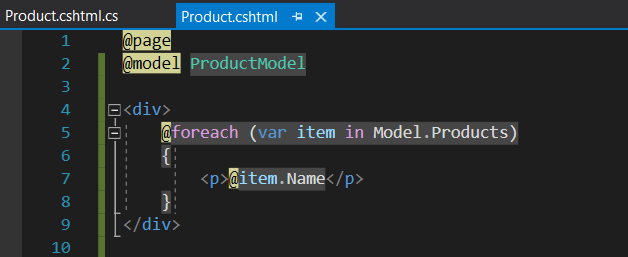 Product.cshtml.cs Product.cshtml
1 @page
2 @model ProductModel
3
4 <div>
5 @foreach (var item in Model.Products)
6 {
7 <p>@item.Name</p>
8 }
9 </div>
10